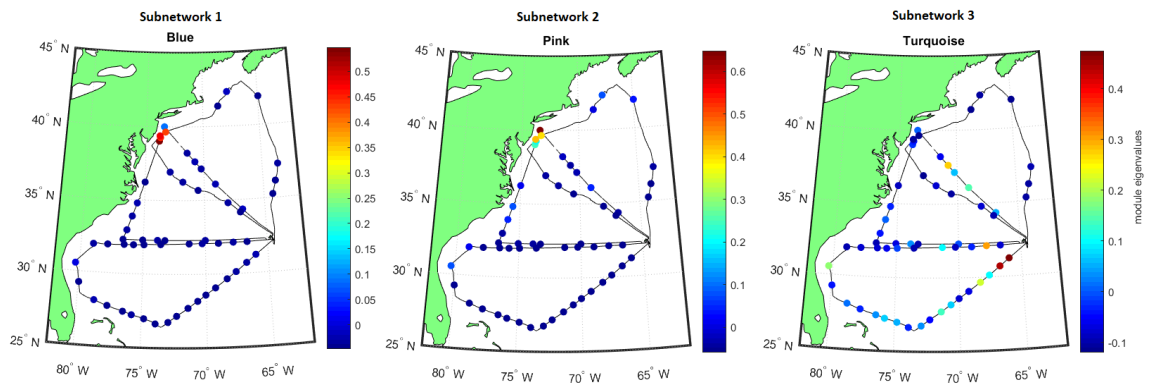 Subnetwork 1
Blue
45° N
40° N
35° N
30° N
25° N
80° W
75° W
70° W
65° W
0.5
0.45
0.4
0.35
0.3
0.25
0.2
0.15
0.1
0.05
0
Subnetwork 2
Pink
45° N
40° N
35° N
30° N
25° N
80° W
75° W
70° W
65° W
0.6
0.5
0.4
0.3
0.2
0.1
0
Subnetwork 3
Turquoise
45° N
40° N
35° N
30° N
25° N
80° W
75° W
70° W
65° W
0.4
0.3
0.2
0.1
0
-0.1
module eigenvalues